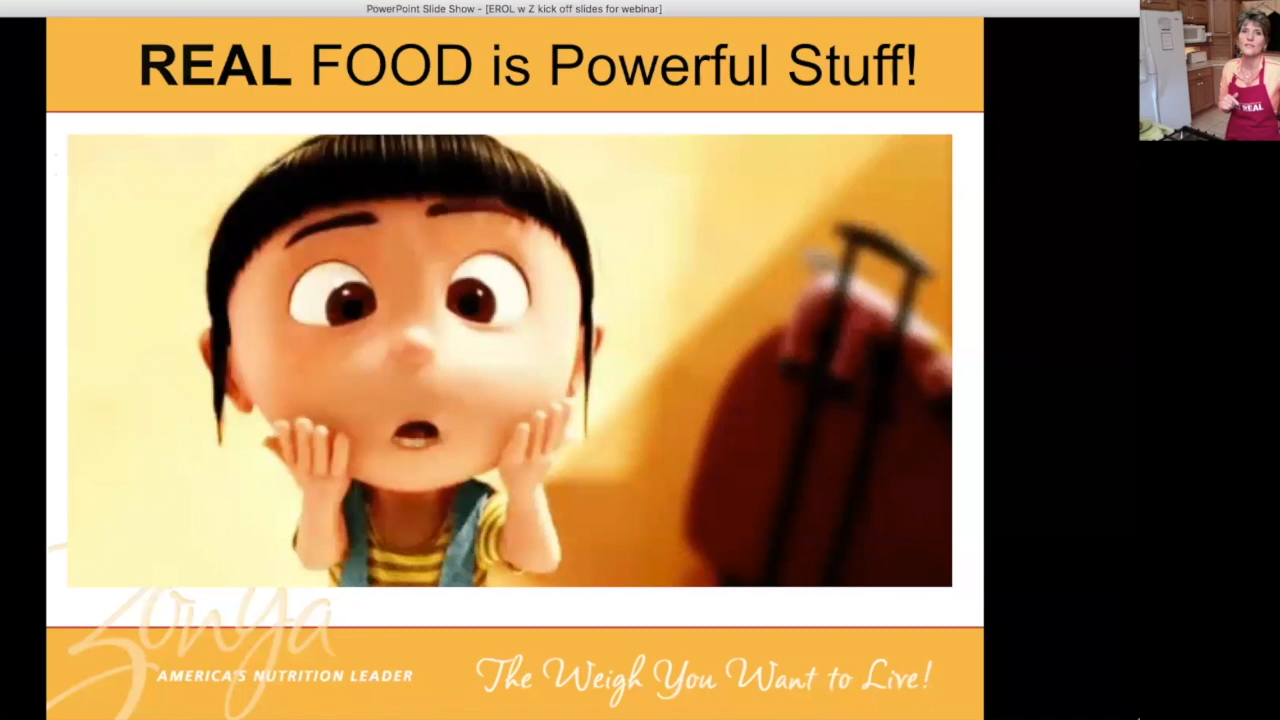 PowerPoint Slide Show - [EROL w Z kick off slides for webinar]
REAL FOOD is Powerful Stuff!
REAL
Zonya
AMERICA'S NUTRITION LEADER
The Weigh You Want to Live!